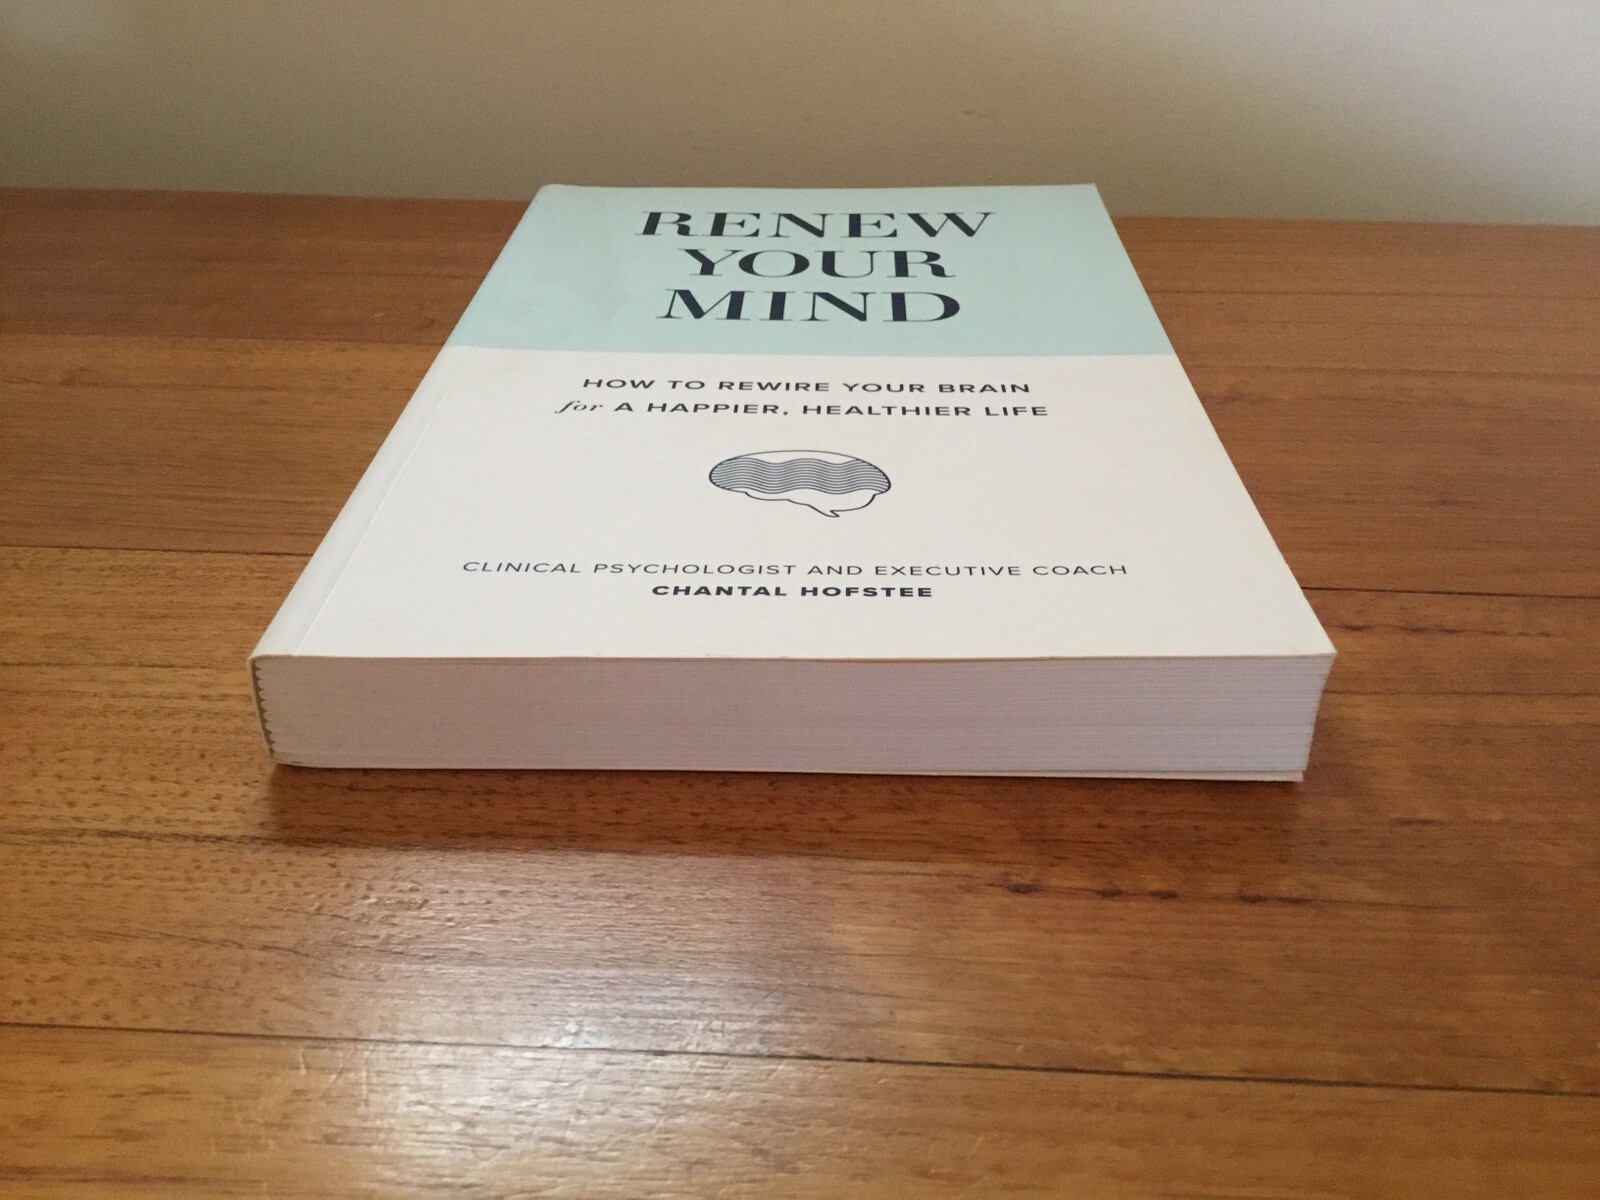 RENEW
YOUR
MIND
HOW TO REWIRE YOUR BRAIN
for A HAPPIER, HEALTHIER LIFE
CLINICAL PSYCHOLOGIST AND EXECUTIVE COACH
CHANTAL HOFSTEE